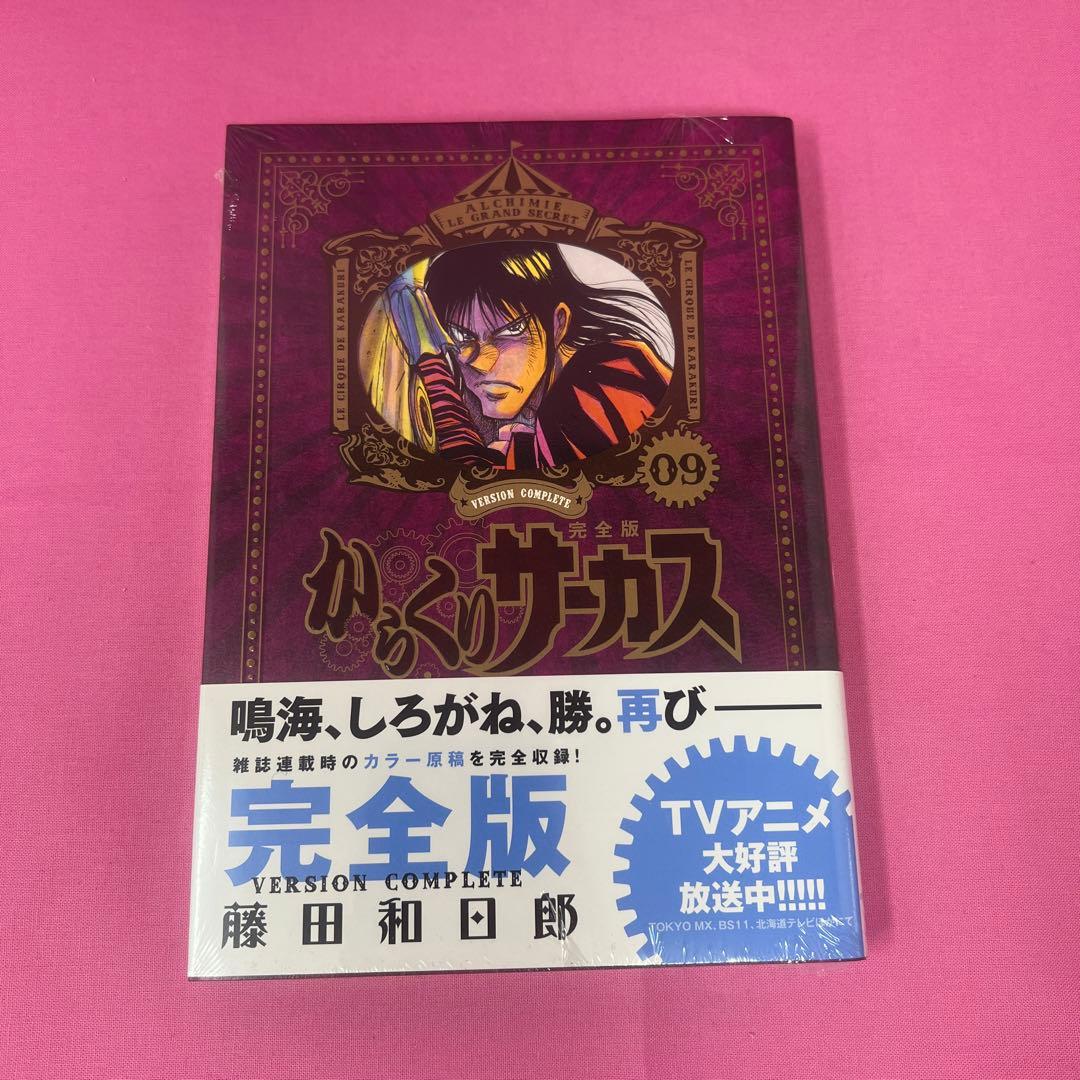 ALCHIMIE
LE GRAND SECRET
LE CIRQUE DE KARAKURI
LE CIRQUE DE KARAKURI
09
VERSION COMPLETE
完全版
からくりサーカス
鳴海、しろがね、勝。再び――
雑誌連載時のカラー原稿を完全収録!
完全版
VERSION COMPLETE
藤田和日郎
TVアニメ
大好評
放送中!!!!!
TOKYO MX、BS11、北海道テレビほかにて